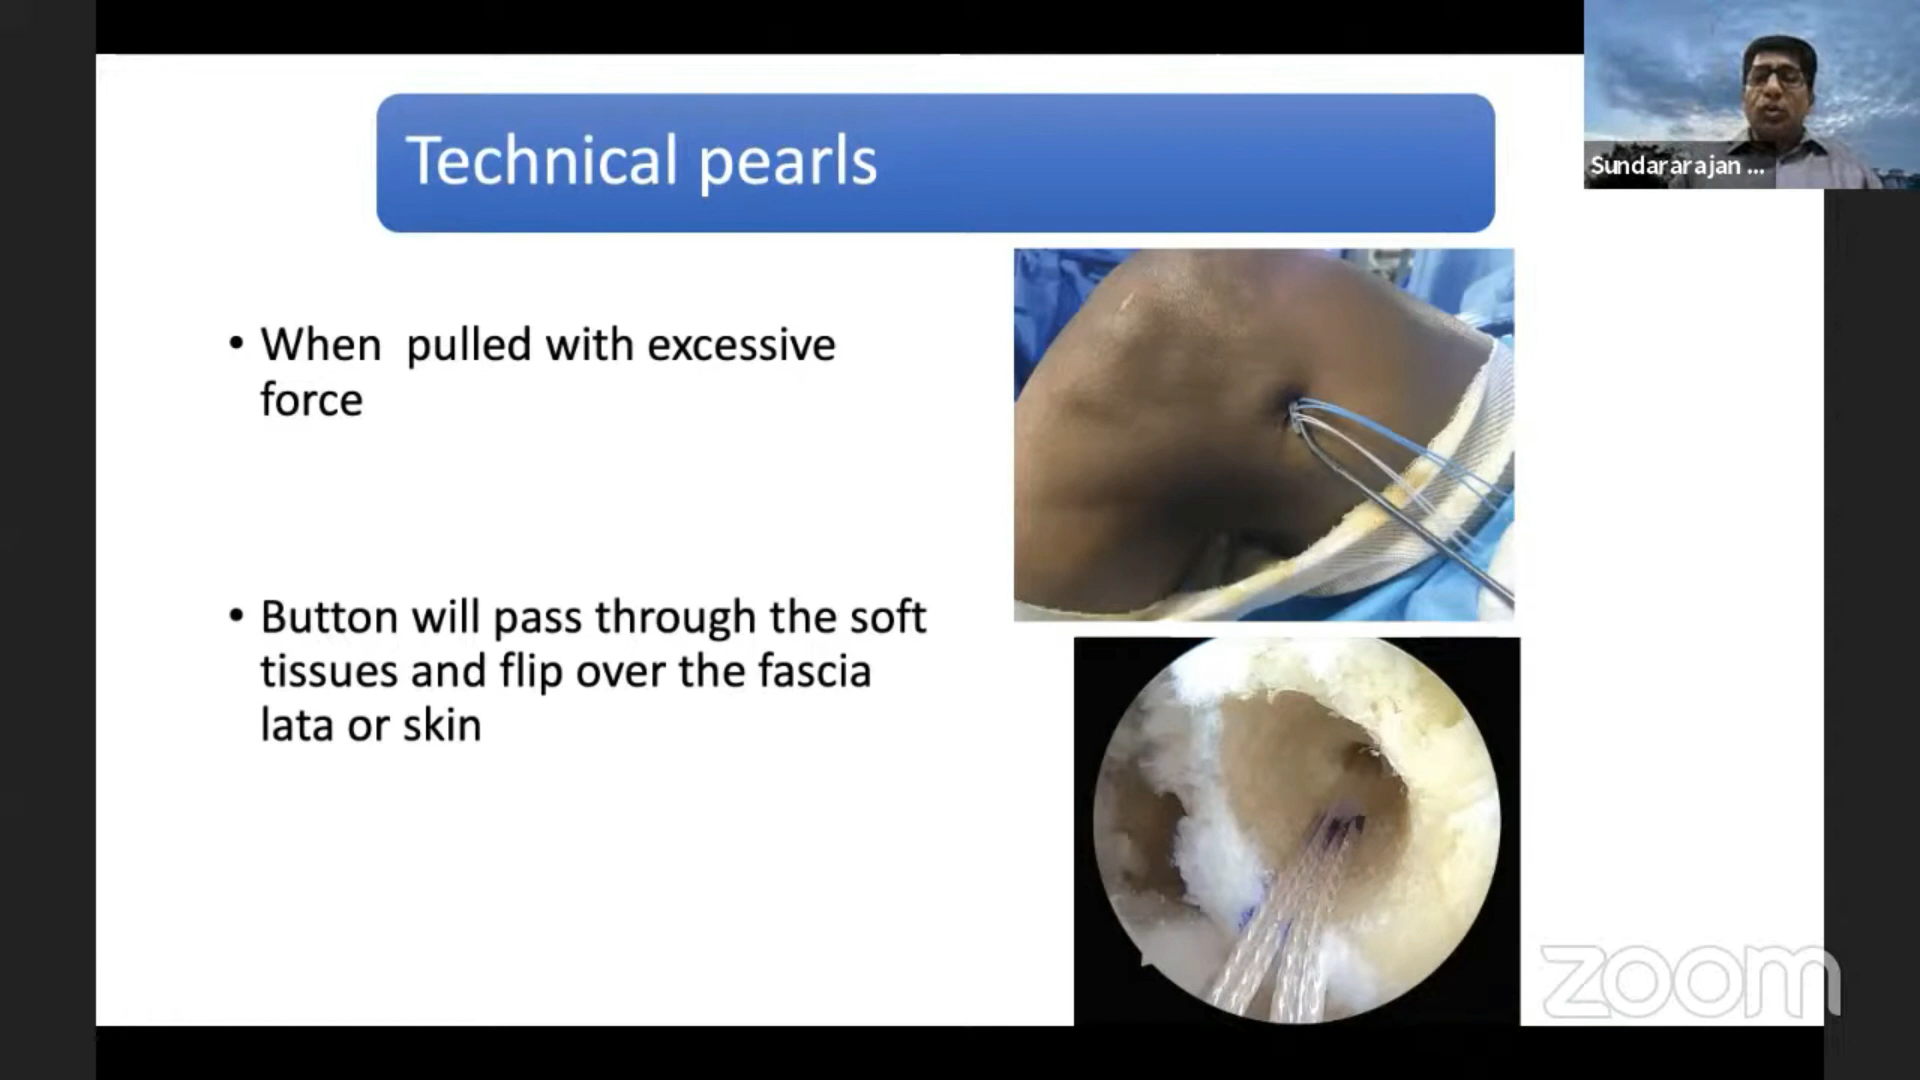 Technical pearls
Sundararajan ...
• When pulled with excessive
force
• Button will pass through the soft
tissues and flip over the fascia
lata or skin
zoom